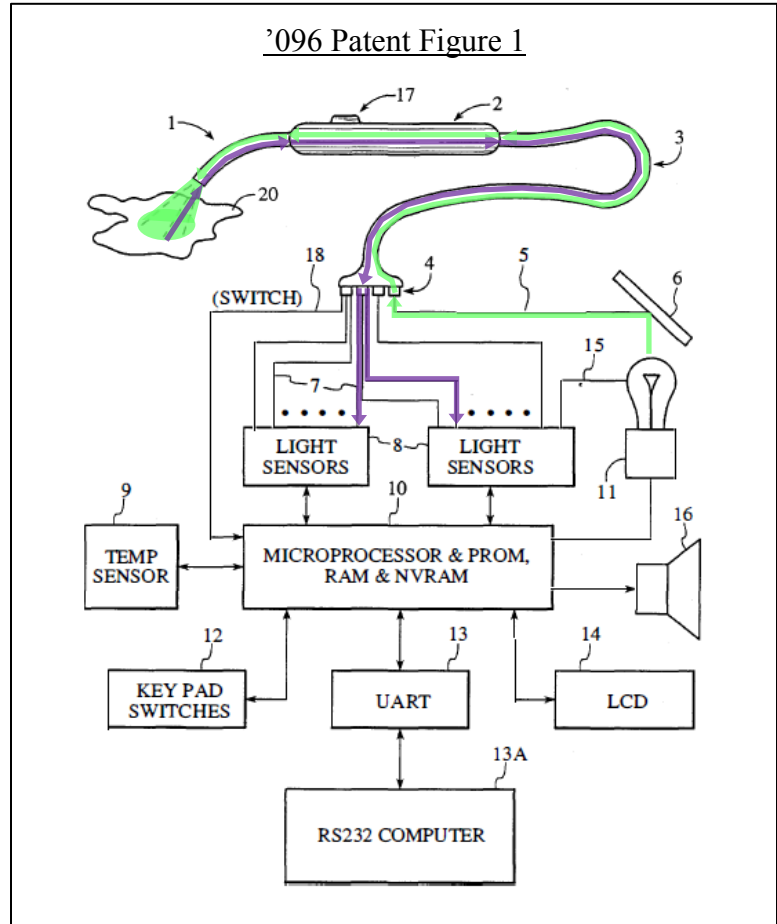 ’096 Patent Figure 1
17
2
1
3
20
18
4
5
6
(SWITCH)
15
7
LIGHT
SENSORS
8
LIGHT
SENSORS
11
9
10
16
TEMP
SENSOR
MICROPROCESSOR & PROM,
RAM & NVRAM
12
13
14
KEY PAD
SWITCHES
UART
LCD
13A
RS232 COMPUTER